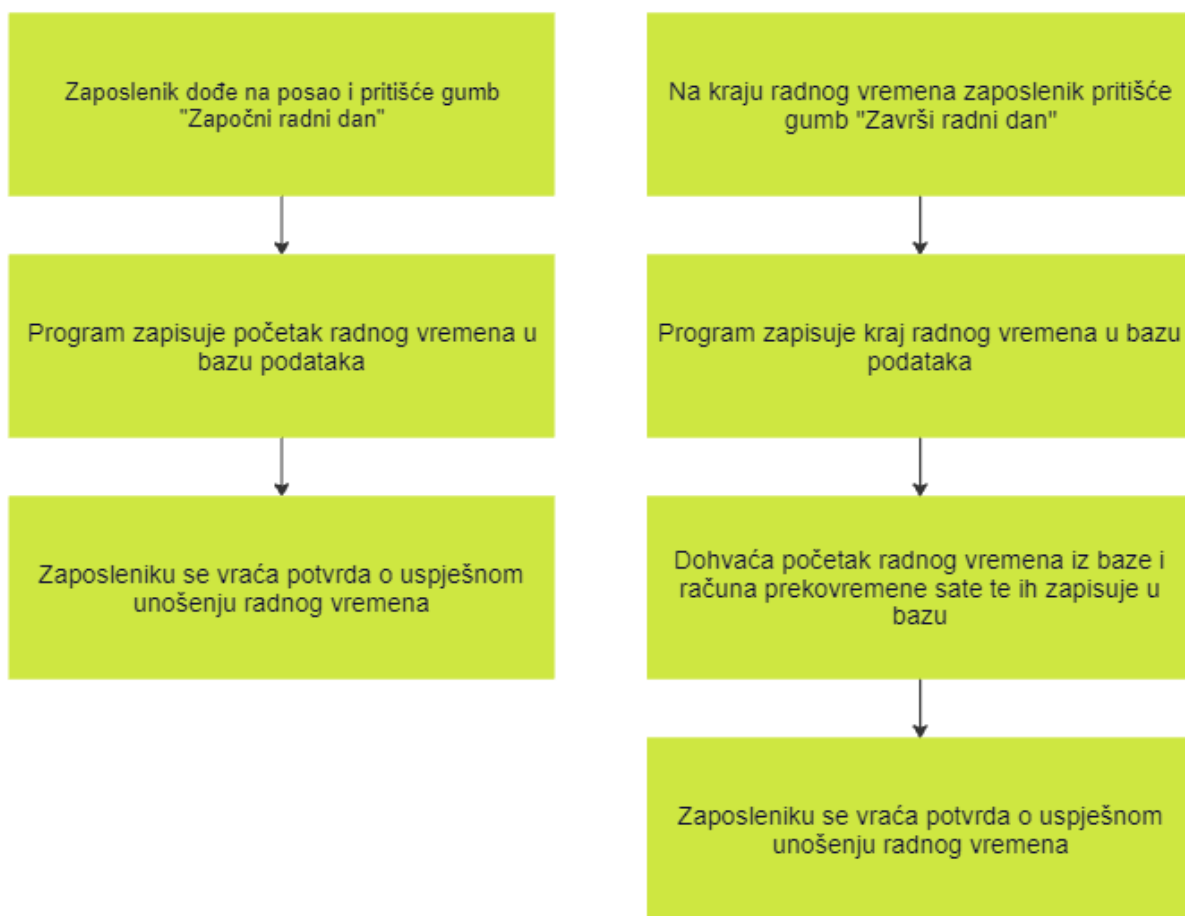 Zaposlenik dođe na posao i pritišće gumb
"Započni radni dan"
Program zapisuje početak radnog vremena u
bazu podataka
Zaposleniku se vraća potvrda o uspješnom
unošenju radnog vremena
Na kraju radnog vremena zaposlenik pritišće
gumb "Završi radni dan"
Program zapisuje kraj radnog vremena u bazu
podataka
Dohvaća početak radnog vremena iz baze i
računa prekovremene sate te ih zapisuje u
bazu
Zaposleniku se vraća potvrda o uspješnom
unošenju radnog vremena